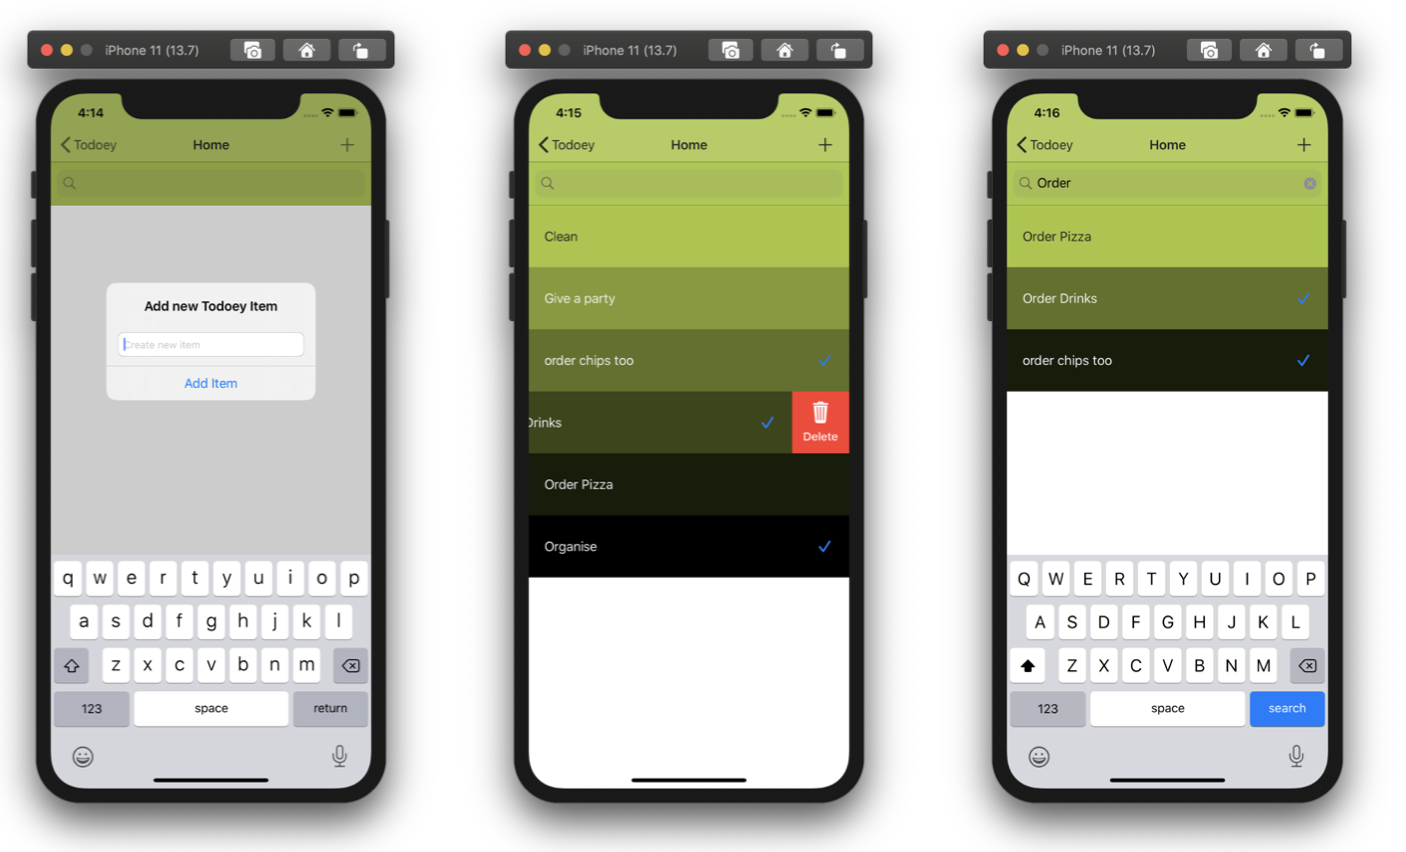 iPhone 11 (13.7)
4:14
Todoey Home +
Add new Todoey Item
Create new item
Add Item
q w e r t y u i o p
a s d f g h j k l
z x c v b n m
123 space return
iPhone 11 (13.7)
4:15
Todoey Home +
Clean
Give a party
order chips too
Drinks
Delete
Order Pizza
Organise
iPhone 11 (13.7)
4:16
Todoey Home +
Order
Order Pizza
Order Drinks
order chips too
Q W E R T Y U I O P
A S D F G H J K L
Z X C V B N M
123 space search